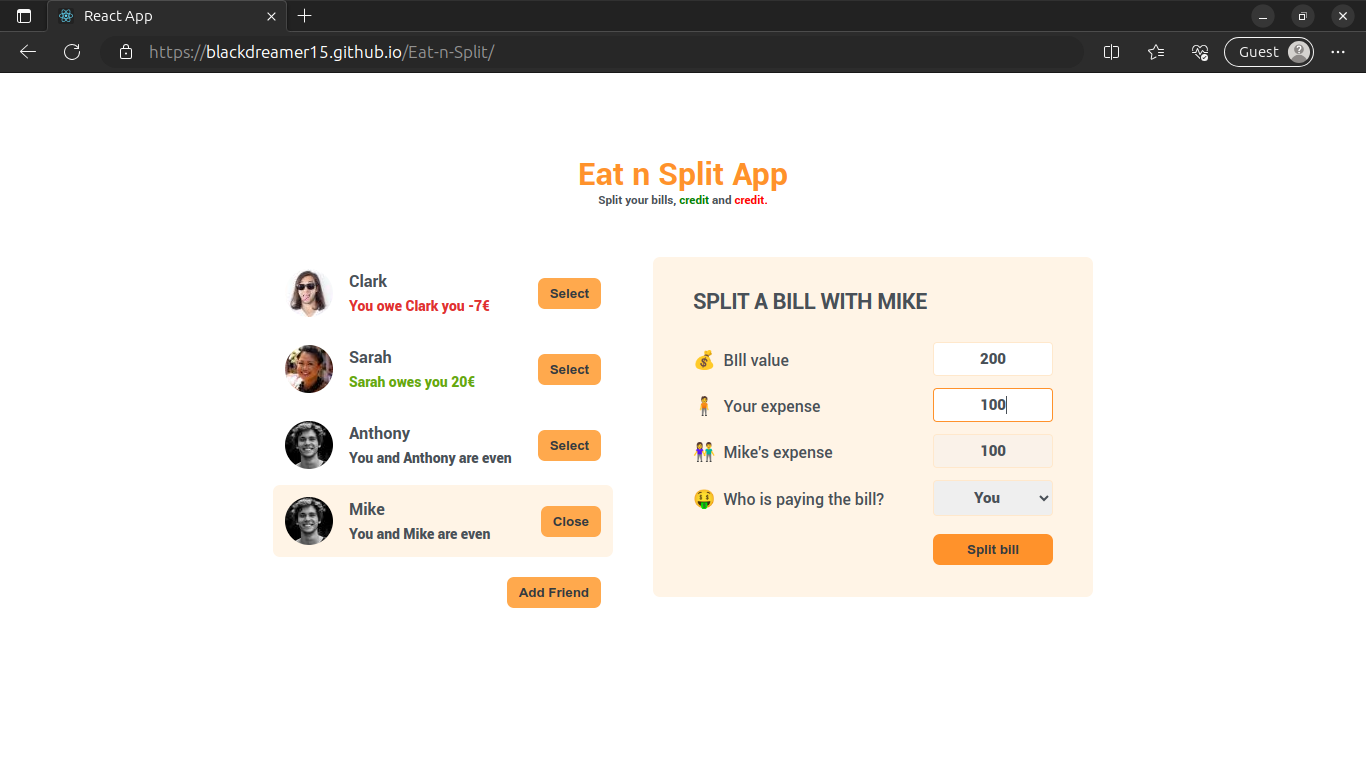 React App
https://blackdreamer15.github.io/Eat-n-Split/
Guest
Eat n Split App
Split your bills, credit and credit.
Clark
You owe Clark you -7€
Select
Sarah
Sarah owes you 20€
Select
Anthony
You and Anthony are even
Select
Mike
You and Mike are even
Close
Add Friend
SPLIT A BILL WITH MIKE
💰 BIll value 200
🧍 Your expense 100
👫 Mike's expense 100
🤑 Who is paying the bill? You
Split bill